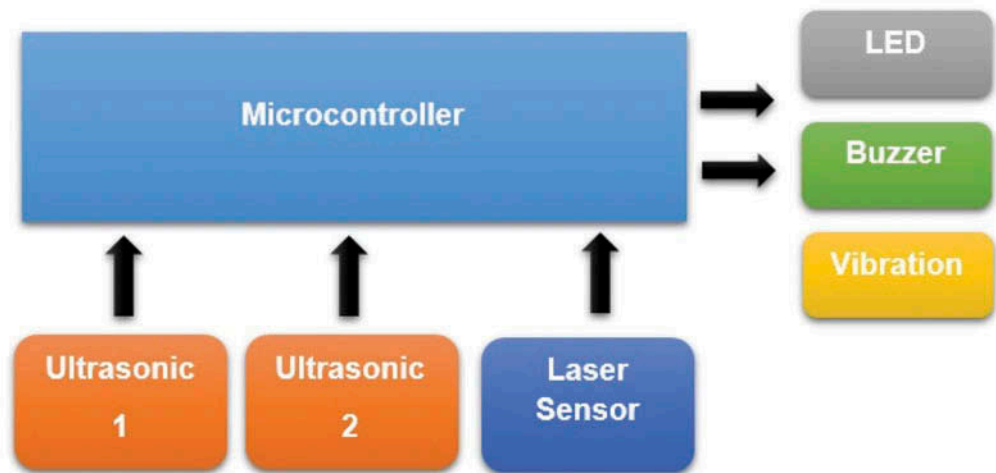 LED
Microcontroller
Buzzer
Vibration
Ultrasonic
1
Ultrasonic
2
Laser
Sensor